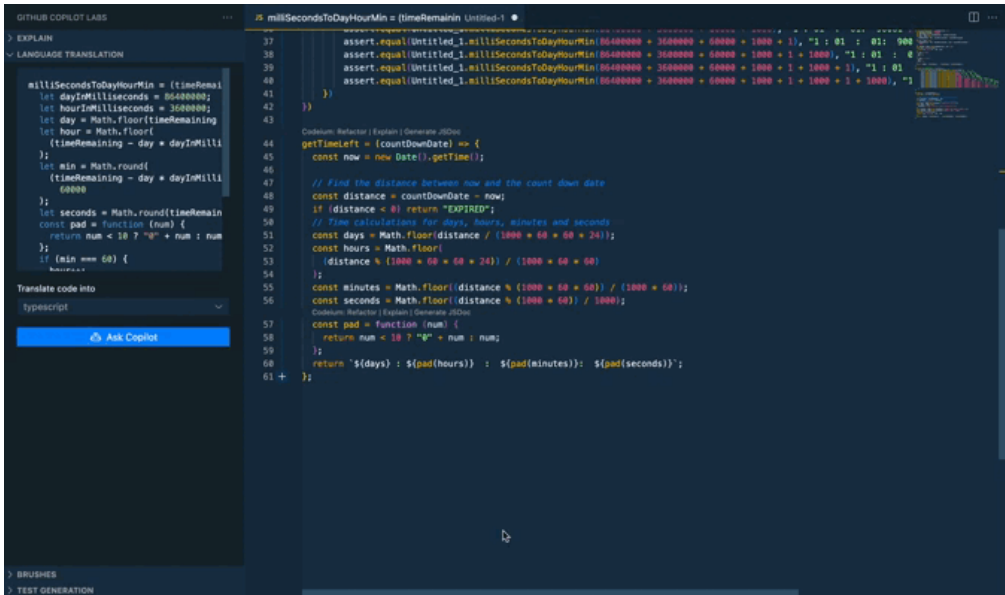 GITHUB COPILOT LABS
EXPLAIN
LANGUAGE TRANSLATION
milliSecondsToDayHourMin = (timeRemai
let dayInMilliseconds = 86400000;
let hourInMilliseconds = 3600000;
let day = Math.floor(timeRemaining
let hour = Math.floor(
(timeRemaining - day * dayInMilli
);
let min = Math.round(
(timeRemaining - day * dayInMilli
60000
);
let seconds = Math.round(timeRemain
const pad = function (num) {
return num < 10 ? "0" + num : num
};
if (min === 60) {
Translate code into
typescript
Ask Copilot
BRUSHES
TEST GENERATION
JS milliSecondsToDayHourMin = (timeRemainin Untitled-1
37 assert.equal(Untitled_1.milliSecondsToDayHourMin(86400000 + 3600000 + 60000 + 1000 + 1), "1 : 01 : 01: 900
38 assert.equal(Untitled_1.milliSecondsToDayHourMin(86400000 + 3600000 + 60000 + 1000 + 1 + 1000), "1 : 01 : 0
39 assert.equal(Untitled_1.milliSecondsToDayHourMin(86400000 + 3600000 + 60000 + 1000 + 1000 + 1), "1 : 01
40 assert.equal(Untitled_1.milliSecondsToDayHourMin(86400000 + 3600000 + 60000 + 1000 + 1000 + 1 + 1000), "1
41 })
42 })
43
Codeium: Refactor | Explain | Generate JSDoc
44 getTimeLeft = (countDownDate) => {
45 const now = new Date().getTime();
46
47 // Find the distance between now and the count down date
48 const distance = countDownDate - now;
49 if (distance < 0) return "EXPIRED";
50 // Time calculations for days, hours, minutes and seconds
51 const days = Math.floor(distance / (1000 * 60 * 60 * 24));
52 const hours = Math.floor(
53 (distance % (1000 * 60 * 60 * 24)) / (1000 * 60 * 60)
54 );
55 const minutes = Math.floor((distance % (1000 * 60 * 60)) / (1000 * 60));
56 const seconds = Math.floor((distance % (1000 * 60)) / 1000);
Codeium: Refactor | Explain | Generate JSDoc
57 const pad = function (num) {
58 return num < 10 ? "0" + num : num;
59 };
60 return `${days} : ${pad(hours)} : ${pad(minutes)}: ${pad(seconds)}`;
61 };